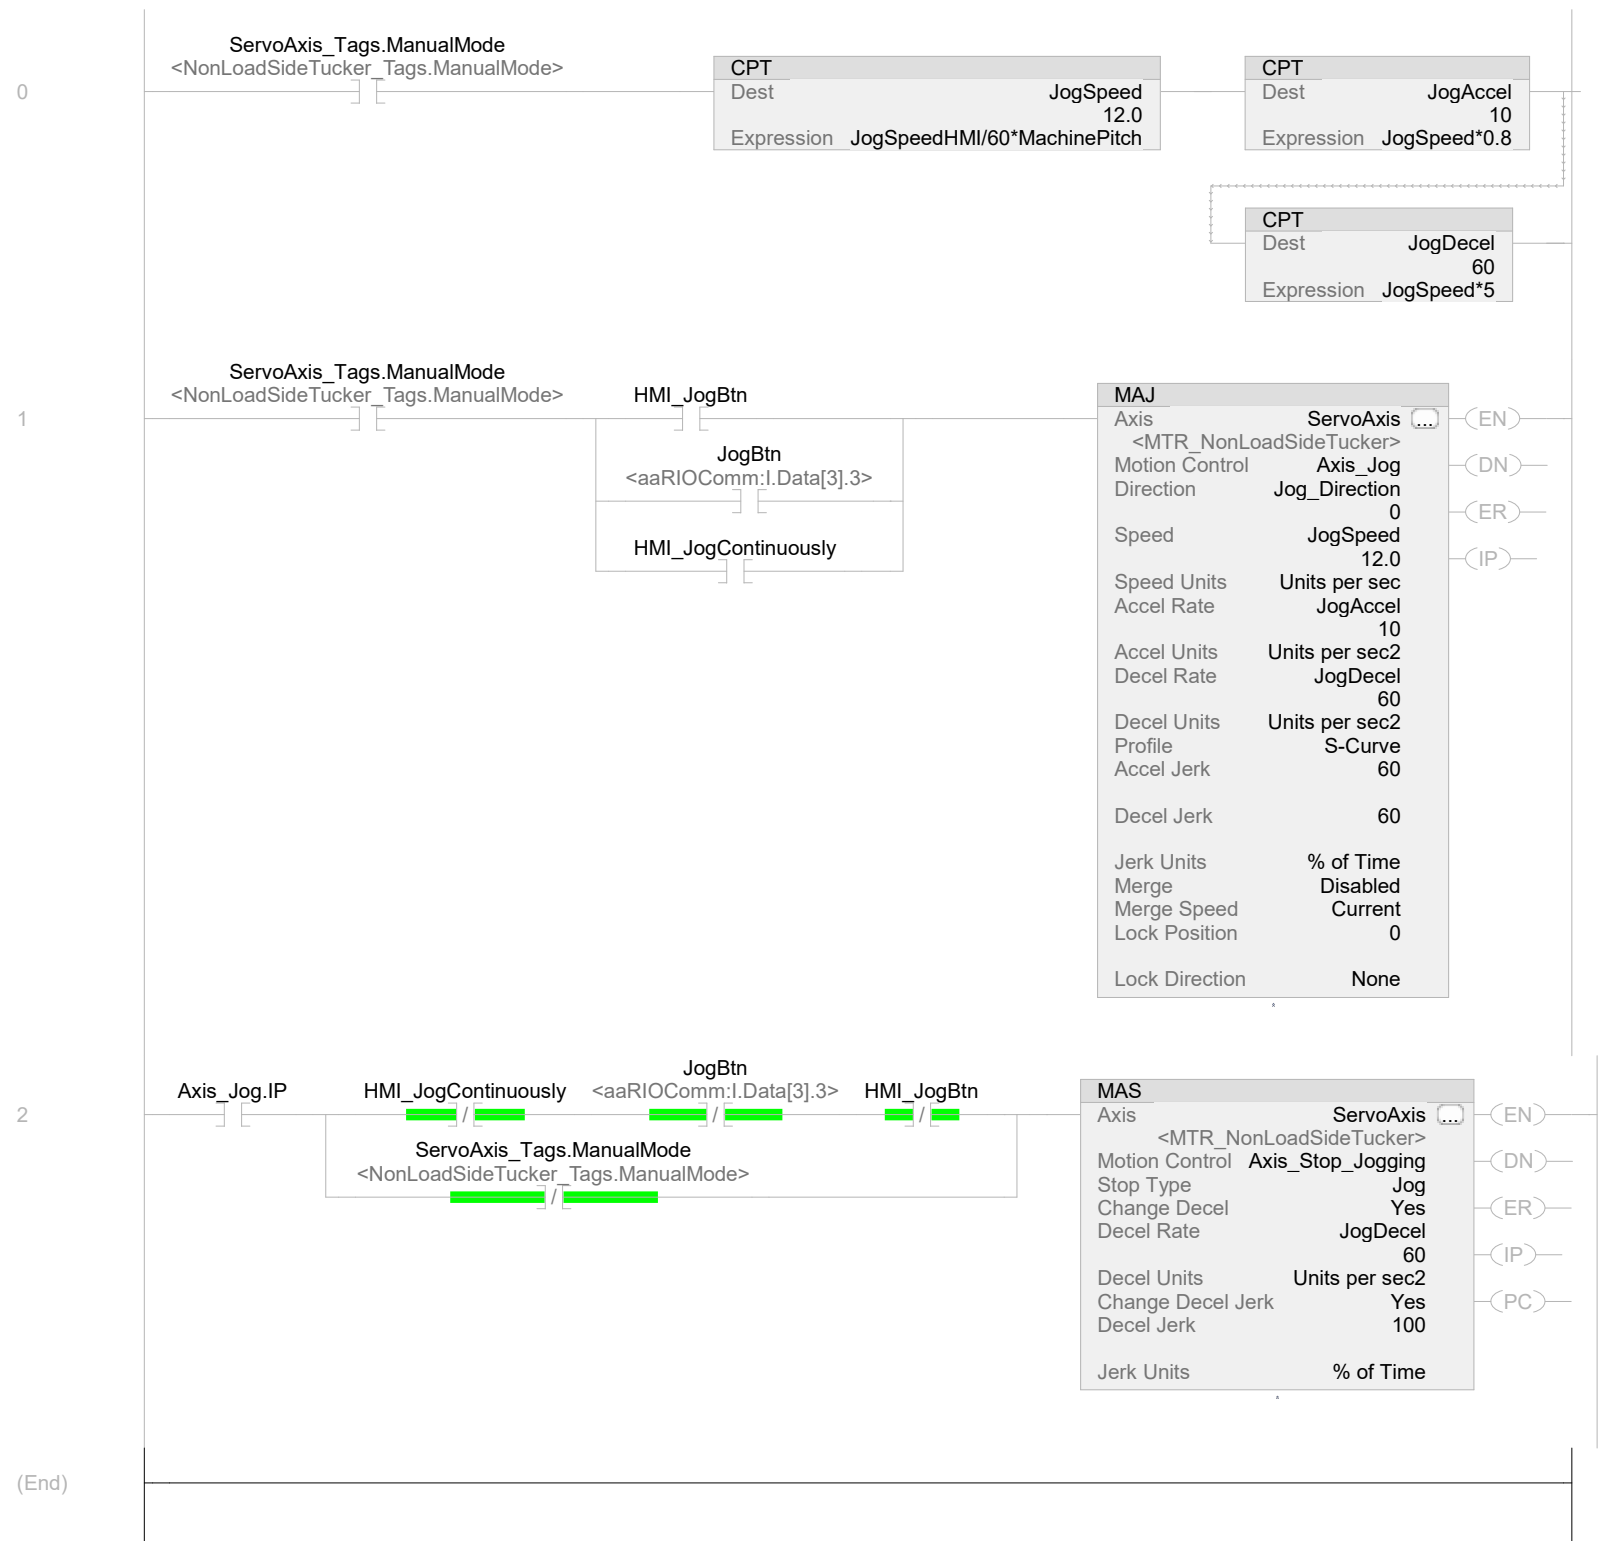 ServoAxis_Tags.ManualMode
<NonLoadSideTucker_Tags.ManualMode>
0
CPT
Dest JogSpeed
12.0
Expression JogSpeedHMI/60*MachinePitch
CPT
Dest JogAccel
10
Expression JogSpeed*0.8
CPT
Dest JogDecel
60
Expression JogSpeed*5
ServoAxis_Tags.ManualMode
<NonLoadSideTucker_Tags.ManualMode>
1
HMI_JogBtn
JogBtn
<aaRIOComm:I.Data[3].3>
HMI_JogContinuously
MAJ
Axis ServoAxis ... (EN)
<MTR_NonLoadSideTucker>
Motion Control Axis_Jog (DN)
Direction Jog_Direction
0 (ER)
Speed JogSpeed
12.0 (IP)
Speed Units Units per sec
Accel Rate JogAccel
10
Accel Units Units per sec2
Decel Rate JogDecel
60
Decel Units Units per sec2
Profile S-Curve
Accel Jerk 60
Decel Jerk 60
Jerk Units % of Time
Merge Disabled
Merge Speed Current
Lock Position 0
Lock Direction None
2
Axis_Jog.IP
HMI_JogContinuously
/
JogBtn
<aaRIOComm:I.Data[3].3>
/
HMI_JogBtn
/
ServoAxis_Tags.ManualMode
<NonLoadSideTucker_Tags.ManualMode>
/
MAS
Axis ServoAxis ... (EN)
<MTR_NonLoadSideTucker>
Motion Control Axis_Stop_Jogging (DN)
Stop Type Jog
Change Decel Yes (ER)
Decel Rate JogDecel
60 (IP)
Decel Units Units per sec2
Change Decel Jerk Yes (PC)
Decel Jerk 100
Jerk Units % of Time
(End)